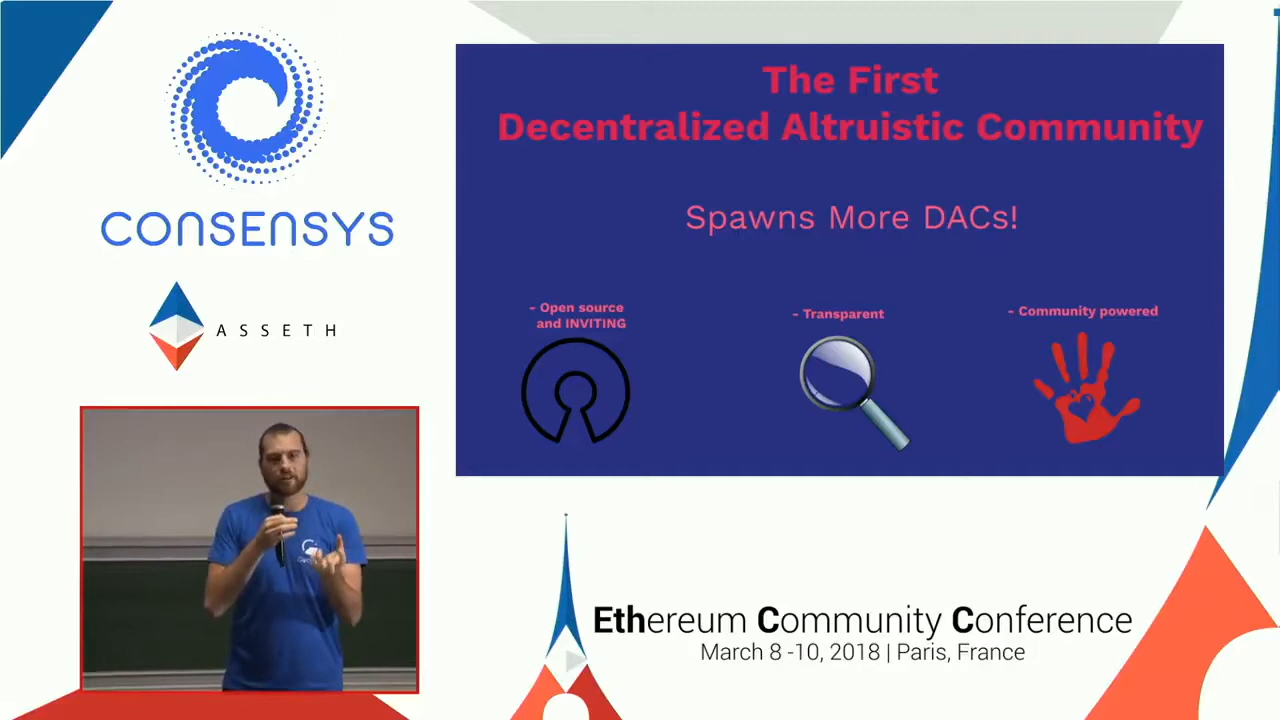 CONSENSYS
ASSETH
The First
Decentralized Altruistic Community
Spawns More DACs!
- Open source
and INVITING
- Transparent
- Community powered
Ethereum Community Conference
March 8 -10, 2018 | Paris, France